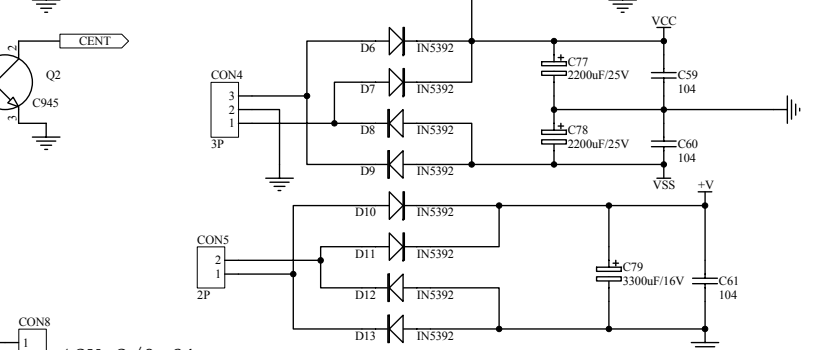 VCC
CENT
2
Q2
C945
3
CON4
3
2
1
3P
D6 IN5392
D7 IN5392
D8 IN5392
D9 IN5392
+
C77
2200uF/25V
+
C78
2200uF/25V
C59
104
C60
104
VSS
+V
CON5
2
1
2P
D10 IN5392
D11 IN5392
D12 IN5392
D13 IN5392
+
C79
3300uF/16V
C61
104
CON8
1